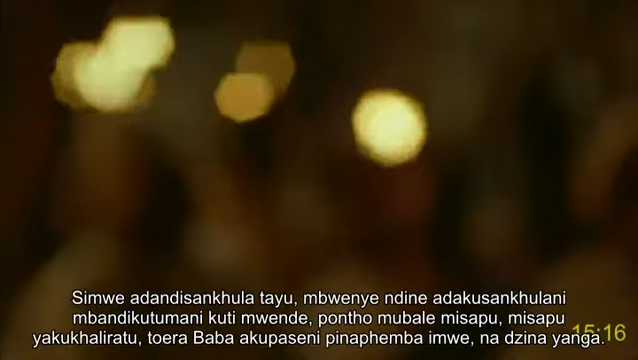 Simwe adandisankhula tayu, mbwenye ndine adakusankhulani
mbandikutumani kuti mwende, pontho mubale misapu, misapu
yakukhaliratu, toera Baba akupaseni pinaphemba imwe, na dzina yanga.
15:16